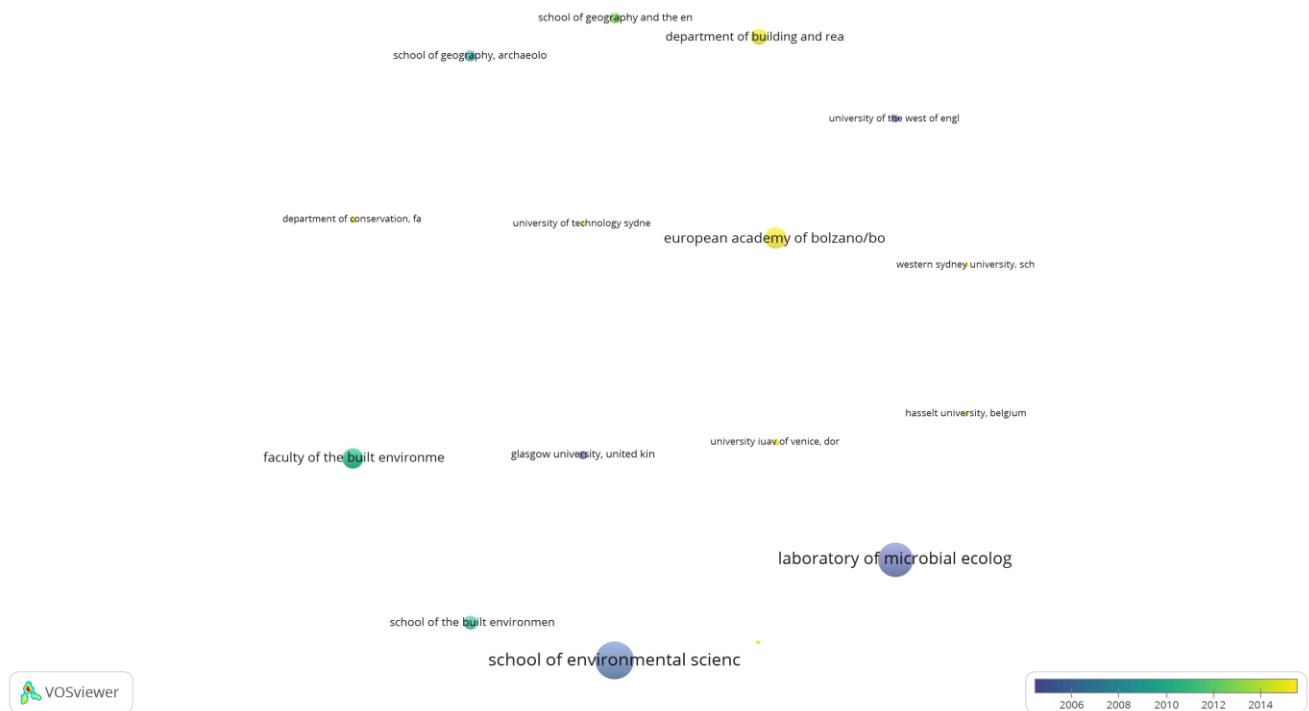 school of geography and the en
department of building and rea
school of geography, archaeolo
university of the west of engl
department of conservation, fa
university of technology sydne
european academy of bolzano/bo
western sydney university, sch
hasselt university, belgium
university iuav of venice, dor
glasgow university, united kin
faculty of the built environme
laboratory of microbial ecolog
school of the built environmen
school of environmental scienc
VOSviewer
2006 2008 2010 2012 2014